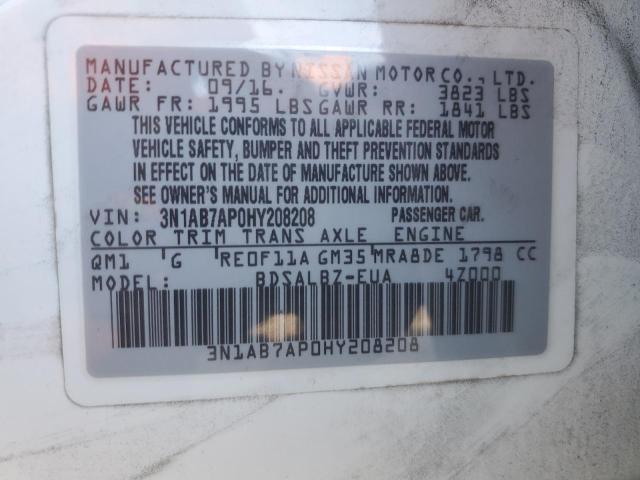 MANUFACTURED BY NISSAN MOTOR CO., LTD.
DATE: 09/16. GVWR: 3823 LBS
GAWR FR: 1995 LBS GAWR RR: 1841 LBS
THIS VEHICLE CONFORMS TO ALL APPLICABLE FEDERAL MOTOR
VEHICLE SAFETY, BUMPER AND THEFT PREVENTION STANDARDS
IN EFFECT ON THE DATE OF MANUFACTURE SHOWN ABOVE.
SEE OWNER'S MANUAL FOR ADDITIONAL INFORMATION.
VIN: 3N1AB7AP0HY208208 PASSENGER CAR.
COLOR TRIM TRANS AXLE ENGINE
QM1 G RE0F11A GM35 MRA8DE 1798 CC
MODEL: BDSALBZ-EUA 4Z000
3N1AB7AP0HY208208